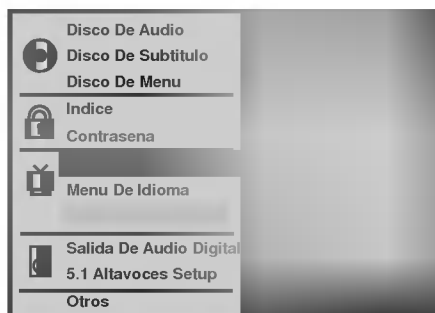 Disco De Audio
Disco De Subtitulo
Disco De Menu
Indice
Contrasena
Menu De Idioma
Salida De Audio Digital
5.1 Altavoces Setup
Otros